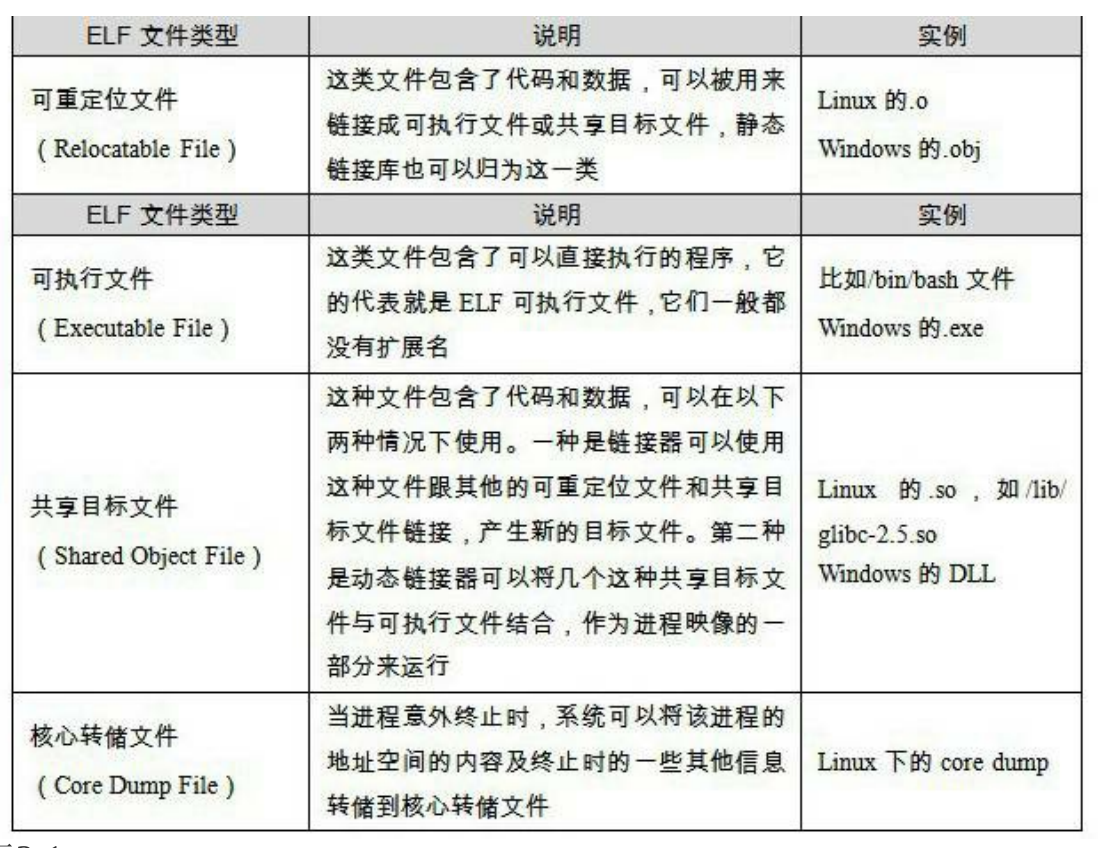 ELF 文件类型 说明 实例
可重定位文件
（Relocatable File）
这类文件包含了代码和数据，可以被用来
链接成可执行文件或共享目标文件，静态
链接库也可以归为这一类
Linux 的.o
Windows 的.obj
ELF 文件类型 说明 实例
可执行文件
（Executable File）
这类文件包含了可以直接执行的程序，它
的代表就是 ELF 可执行文件，它们一般都
没有扩展名
比如/bin/bash 文件
Windows 的.exe
共享目标文件
（Shared Object File）
这种文件包含了代码和数据，可以在以下
两种情况下使用。一种是链接器可以使用
这种文件跟其他的可重定位文件和共享目
标文件链接，产生新的目标文件。第二种
是动态链接器可以将几个这种共享目标文
件与可执行文件结合，作为进程映像的一
部分来运行
Linux 的.so，如/lib/
glibc-2.5.so
Windows 的 DLL
核心转储文件
（Core Dump File）
当进程意外终止时，系统可以将该进程的
地址空间的内容及终止时的一些其他信息
转储到核心转储文件
Linux 下的 core dump